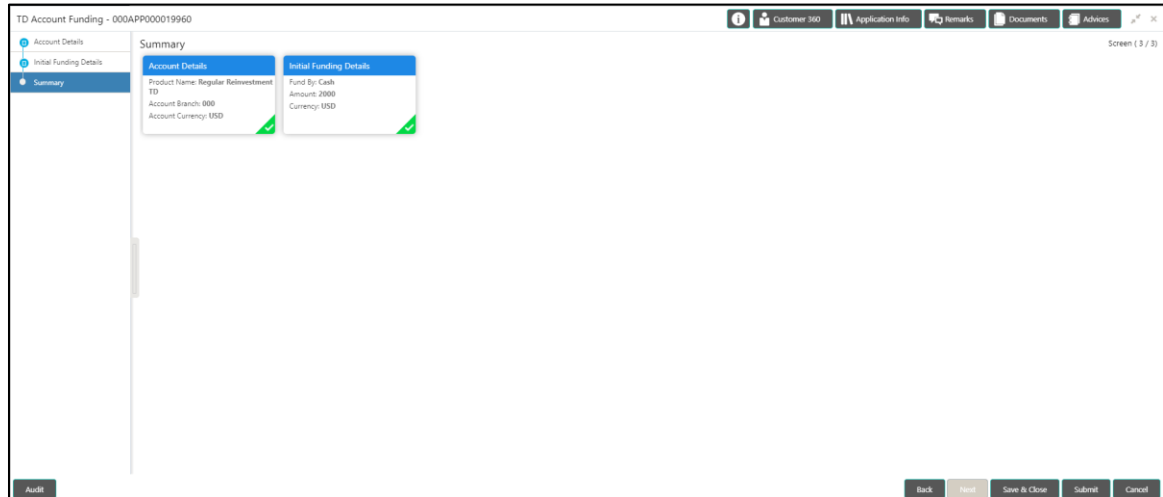 TD Account Funding - 000APP000019960
i Customer 360 Application Info Remarks Documents Advices
Account Details
Initial Funding Details
Summary
Summary
Screen ( 3 / 3)
Account Details
Product Name: Regular Reinvestment
TD
Account Branch: 000
Account Currency: USD
Initial Funding Details
Fund By: Cash
Amount: 2000
Currency: USD
Audit Back Next Save & Close Submit Cancel